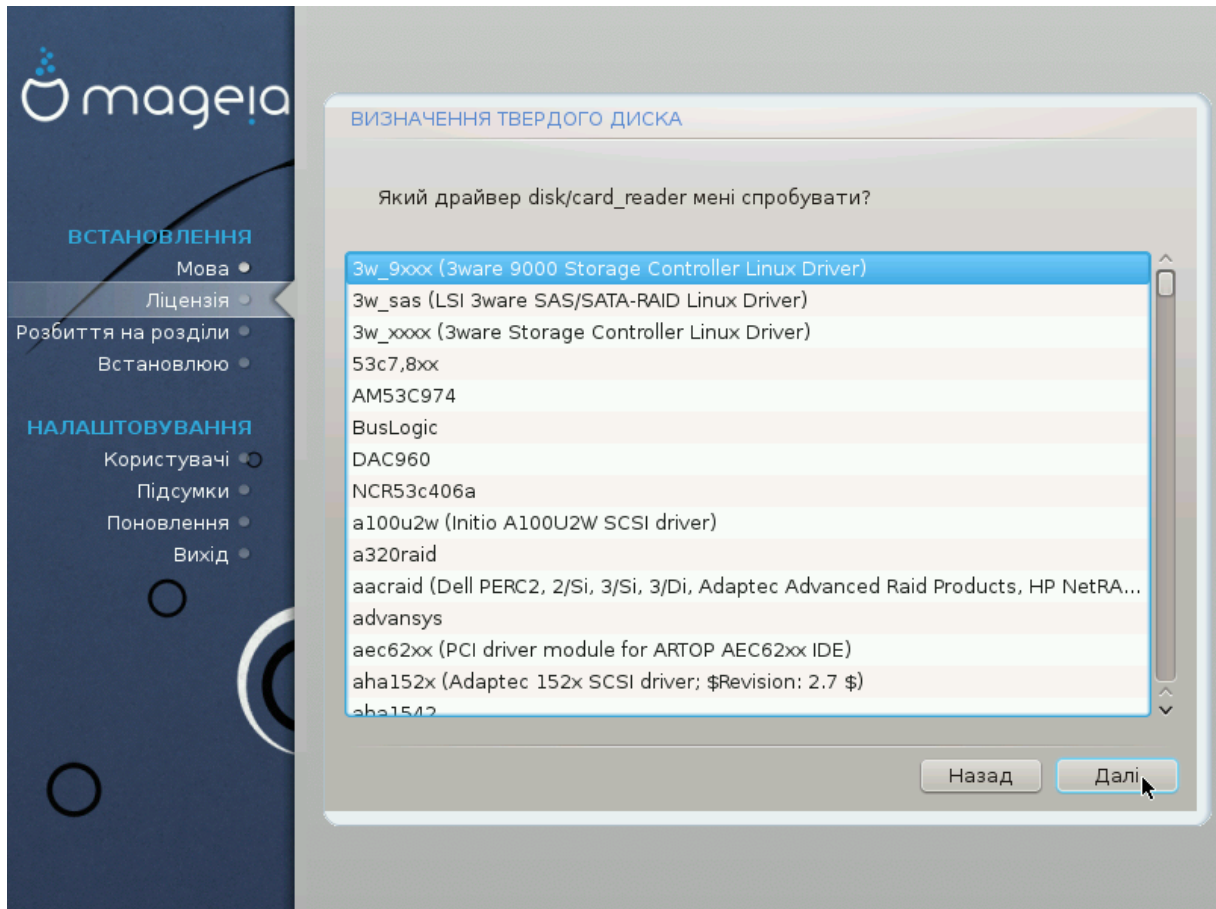 mageia
ВСТАНОВЛЕННЯ
Мова
Ліцензія
Розбиття на розділи
Встановлюю
НАЛАШТОВУВАННЯ
Користувачі
Підсумки
Поновлення
Вихід
ВИЗНАЧЕННЯ ТВЕРДОГО ДИСКА
Який драйвер disk/card_reader мені спробувати?
3w_9xxx (3ware 9000 Storage Controller Linux Driver)
3w_sas (LSI 3ware SAS/SATA-RAID Linux Driver)
3w_xxxx (3ware Storage Controller Linux Driver)
53c7,8xx
AM53C974
BusLogic
DAC960
NCR53c406a
a100u2w (Initio A100U2W SCSI driver)
a320raid
aacraid (Dell PERC2, 2/Si, 3/Si, 3/Di, Adaptec Advanced Raid Products, HP NetRA...
advansys
aec62xx (PCI driver module for ARTOP AEC62xx IDE)
aha152x (Adaptec 152x SCSI driver; $Revision: 2.7 $)
aha1542
Назад
Далі